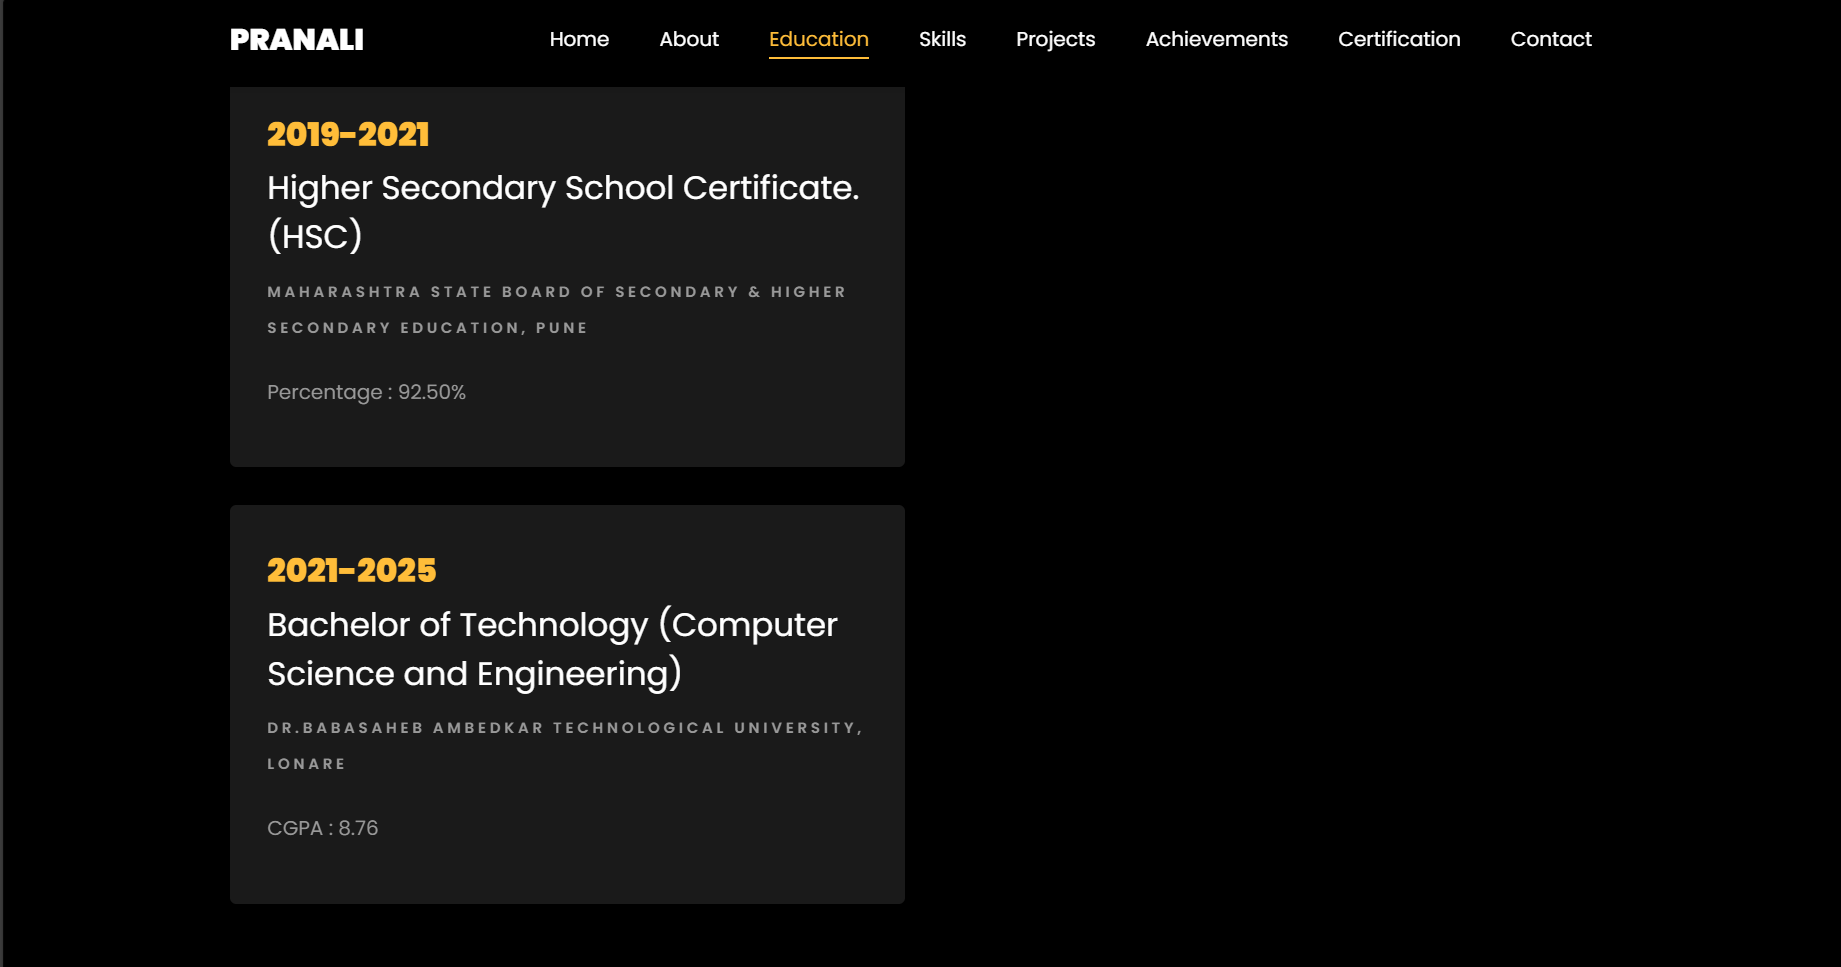 PRANALI
Home About Education Skills Projects Achievements Certification Contact
2019-2021
Higher Secondary School Certificate.
(HSC)
MAHARASHTRA STATE BOARD OF SECONDARY & HIGHER
SECONDARY EDUCATION, PUNE
Percentage : 92.50%
2021-2025
Bachelor of Technology (Computer
Science and Engineering)
DR.BABASAHEB AMBEDKAR TECHNOLOGICAL UNIVERSITY,
LONARE
CGPA : 8.76